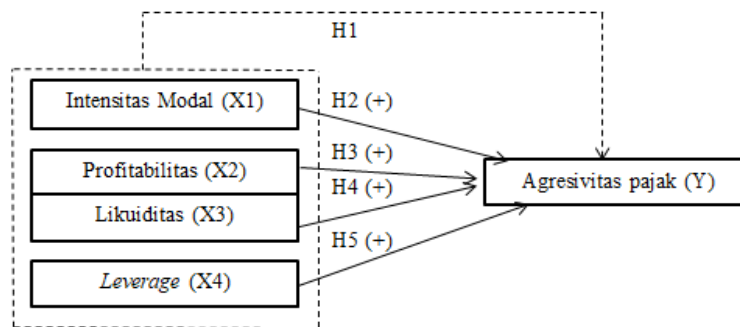 H1
Intensitas Modal (X1)
H2 (+)
H3 (+)
Profitabilitas (X2)
H4 (+)
Likuiditas (X3)
Agresivitas pajak (Y)
H5 (+)
Leverage (X4)